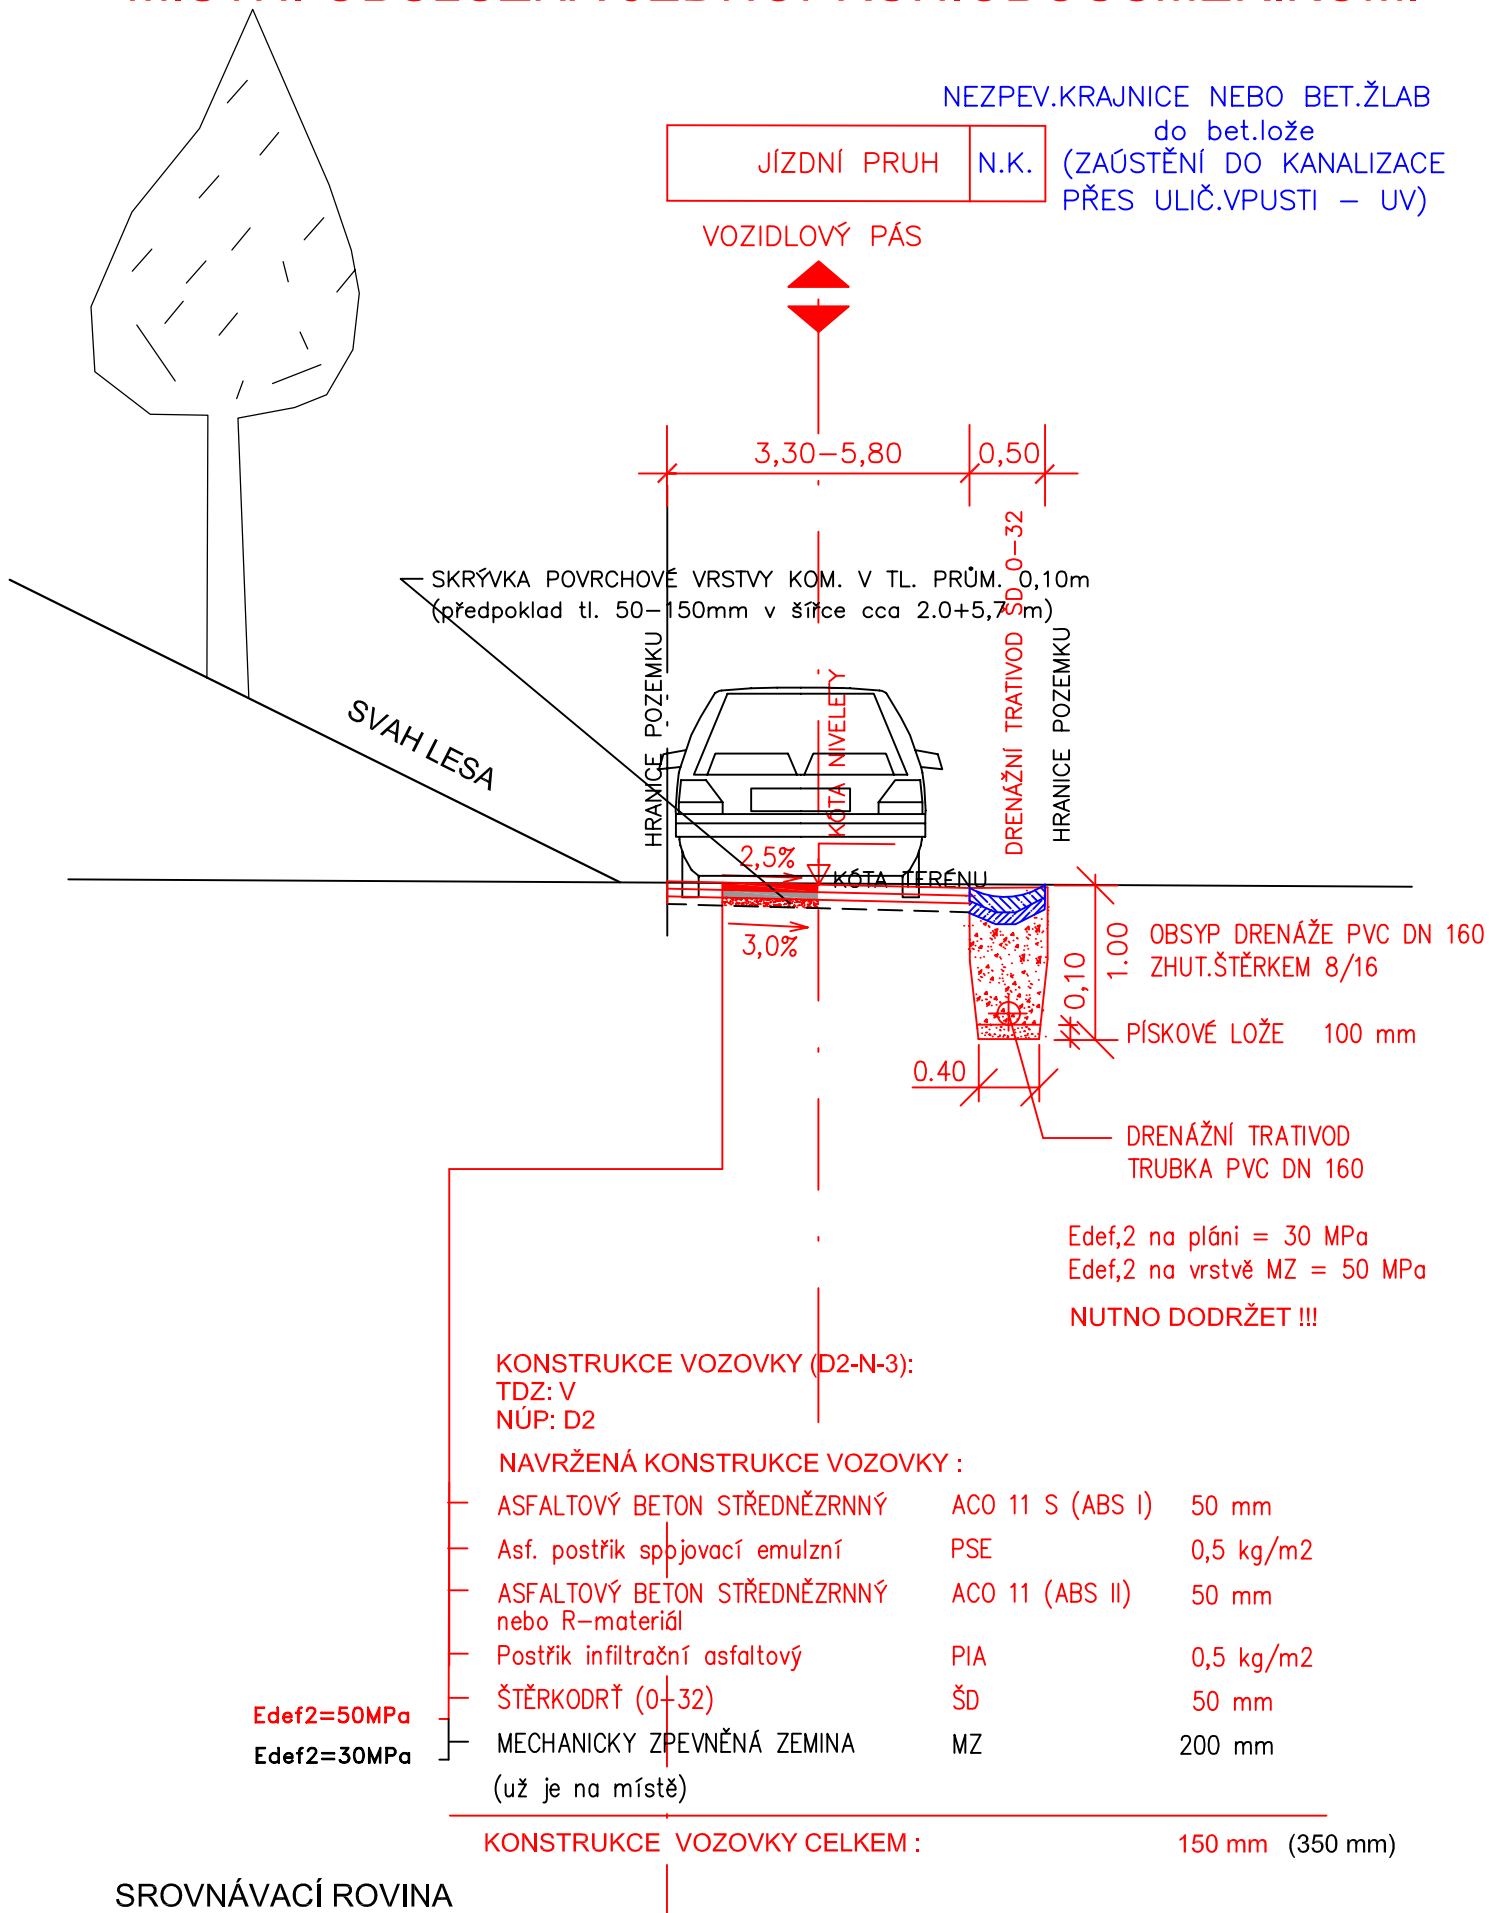 NEZPEV.KRAJNICE NEBO BET.ŽLAB
do bet.lože
(ZAÚSTĚNÍ DO KANALIZACE
PŘES ULIČ.VPUSTI – UV)
JÍZDNÍ PRUH
N.K.
VOZIDLOVÝ PÁS
3,30–5,80
0,50
SKRÝVKA POVRCHOVÉ VRSTVY KOM. V TL. PRŮM. 0,10m
(předpoklad tl. 50–150mm v šířce cca 2.0+5,7 m)
HRANICE POZEMKU
KÓTA NIVELETY
DRENÁŽNÍ TRATIVOD ŠD 0–32
HRANICE POZEMKU
SVAH LESA
2,5%
KÓTA TERÉNU
3,0%
1.00
0,10
OBSYP DRENÁŽE PVC DN 160
ZHUT.ŠTĚRKEM 8/16
PÍSKOVÉ LOŽE 100 mm
0.40
DRENÁŽNÍ TRATIVOD
TRUBKA PVC DN 160
Edef,2 na pláni = 30 MPa
Edef,2 na vrstvě MZ = 50 MPa
NUTNO DODRŽET !!!
KONSTRUKCE VOZOVKY (D2-N-3):
TDZ: V
NÚP: D2
NAVRŽENÁ KONSTRUKCE VOZOVKY :
ASFALTOVÝ BETON STŘEDNĚZRNNÝ ACO 11 S (ABS I) 50 mm
Asf. postřik spojovací emulzní PSE 0,5 kg/m2
ASFALTOVÝ BETON STŘEDNĚZRNNÝ ACO 11 (ABS II) 50 mm
nebo R–materiál
Postřik infiltrační asfaltový PIA 0,5 kg/m2
ŠTĚRKODRŤ (0–32) ŠD 50 mm
Edef2=50MPa
MECHANICKY ZPEVNĚNÁ ZEMINA MZ 200 mm
Edef2=30MPa
(už je na místě)
KONSTRUKCE VOZOVKY CELKEM : 150 mm (350 mm)
SROVNÁVACÍ ROVINA